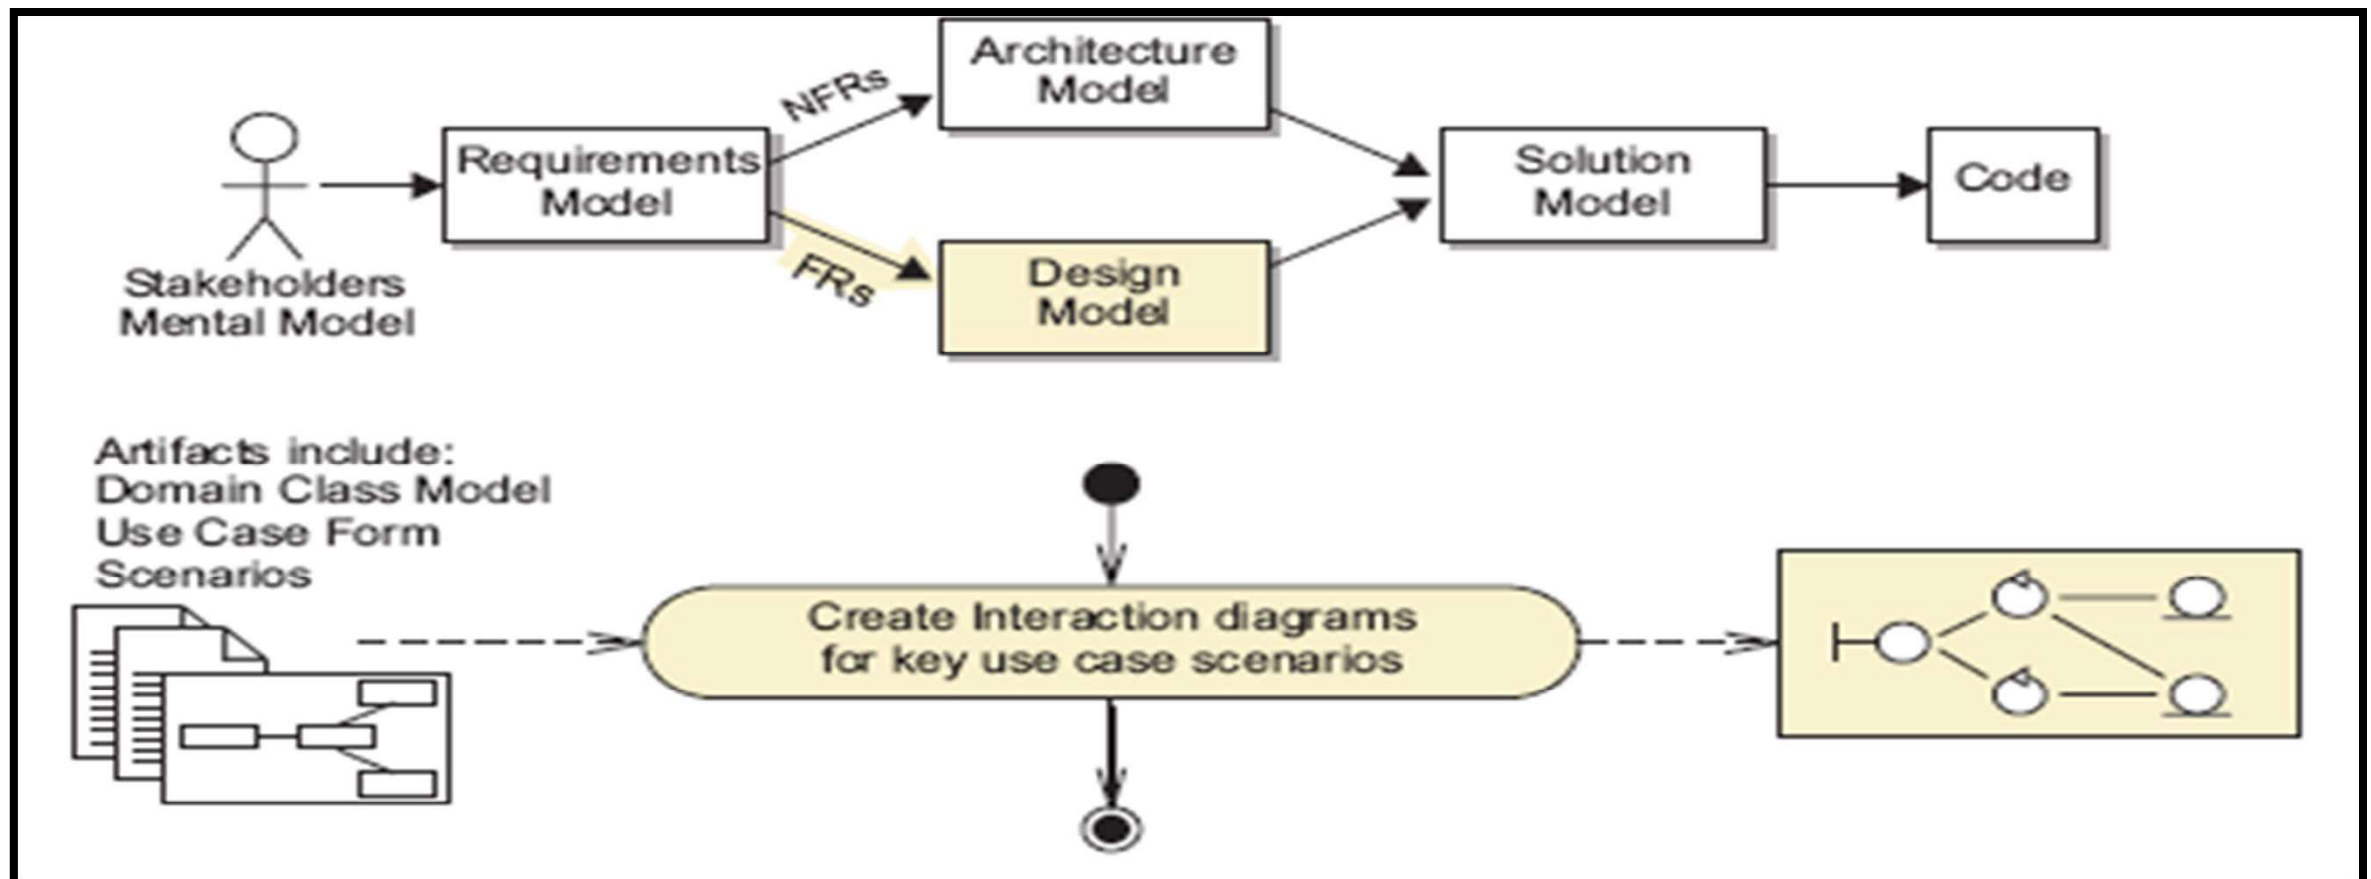 Architecture
Model
NFRs
Requirements
Model
Solution
Model
Code
FRs
Design
Model
Stakeholders
Mental Model
Artifacts include:
Domain Class Model
Use Case Form
Scenarios
Create Interaction diagrams
for key use case scenarios